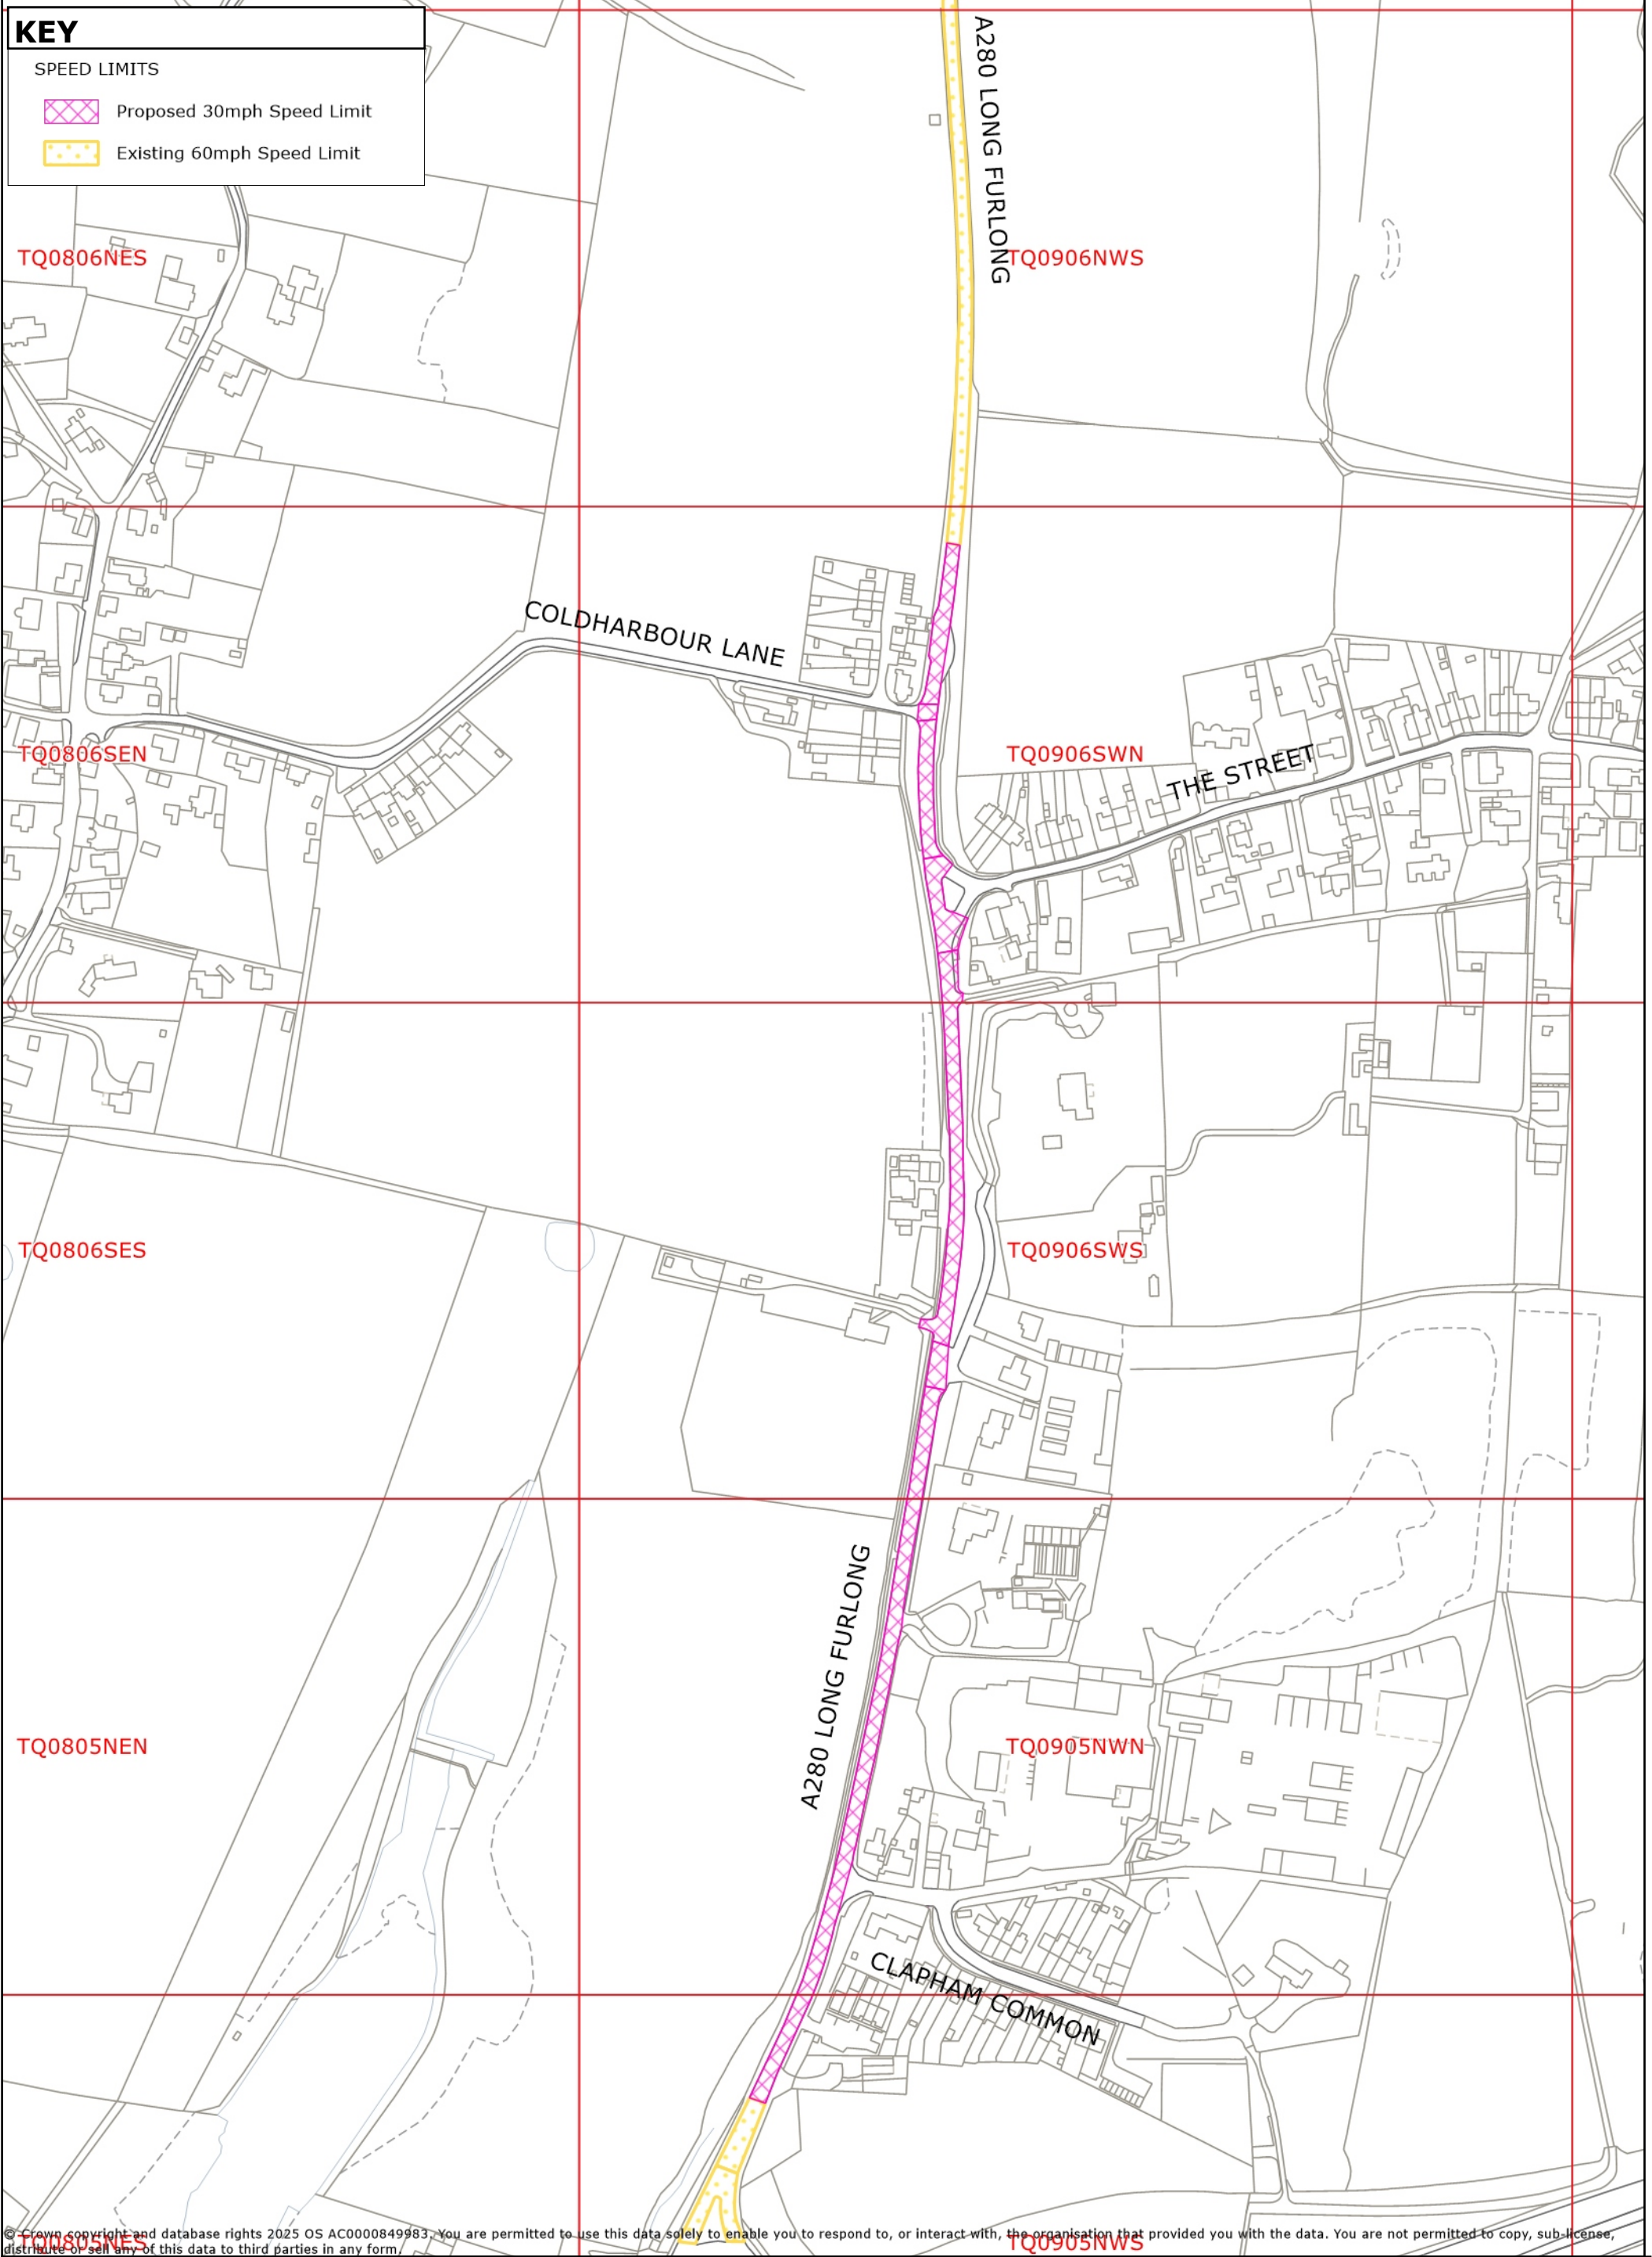 KEY
SPEED LIMITS
Proposed 30mph Speed Limit
Existing 60mph Speed Limit
A280 LONG FURLONG
TQ0806NES
TQ0906NWS
COLDHARBOUR LANE
TQ0806SEN
TQ0906SWN
THE STREET
TQ0806SES
TQ0906SWS
A280 LONG FURLONG
TQ0805NEN
TQ0905NWN
CLAPHAM COMMON
TQ0805NES
TQ0905NWS
© Crown copyright and database rights 2025 OS AC0000849983. You are permitted to use this data solely to enable you to respond to, or interact with, the organisation that provided you with the data. You are not permitted to copy, sub-license,
distribute or sell any of this data to third parties in any form.